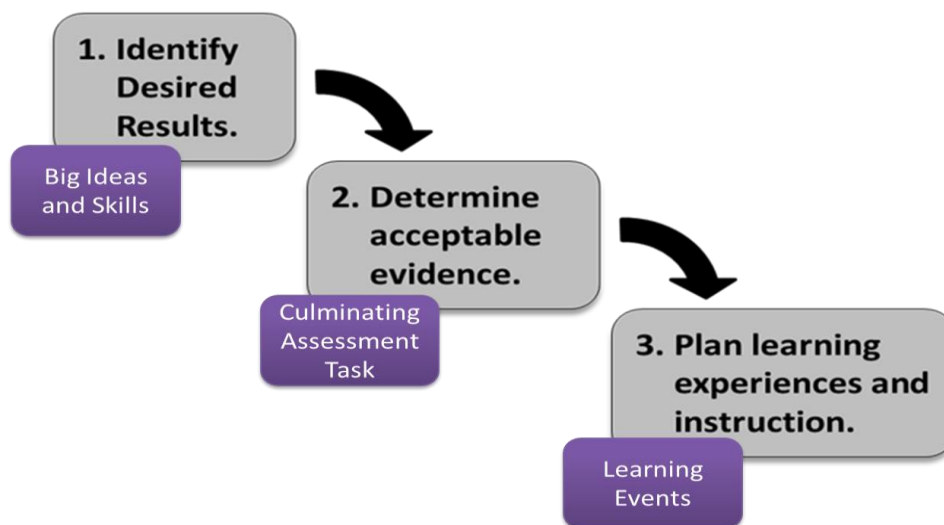 1. Identify
Desired
Results.
Big Ideas
and Skills
2. Determine
acceptable
evidence.
Culminating
Assessment
Task
3. Plan learning
experiences and
instruction.
Learning
Events